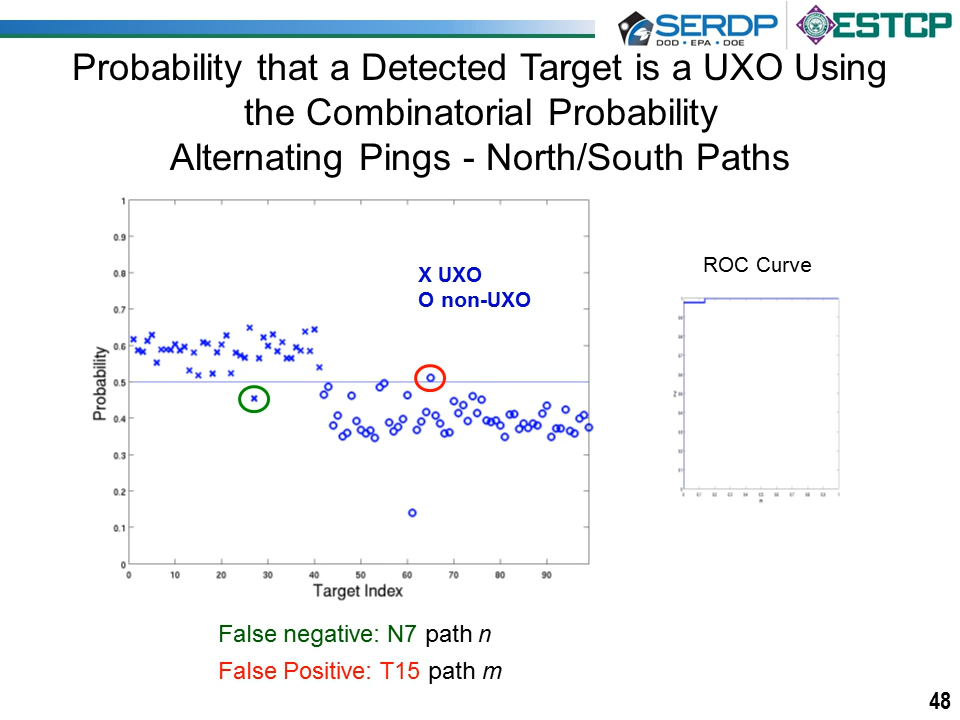 SERDP
DOD • EPA • DOE
ESTCP
Probability that a Detected Target is a UXO Using
the Combinatorial Probability
Alternating Pings - North/South Paths
1
0.9
0.8
0.7
0.6
0.5
0.4
0.3
0.2
0.1
0
Probability
X UXO
O non-UXO
0 10 20 30 40 50 60 70 80 90
Target Index
ROC Curve
False negative: N7 path n
False Positive: T15 path m
48